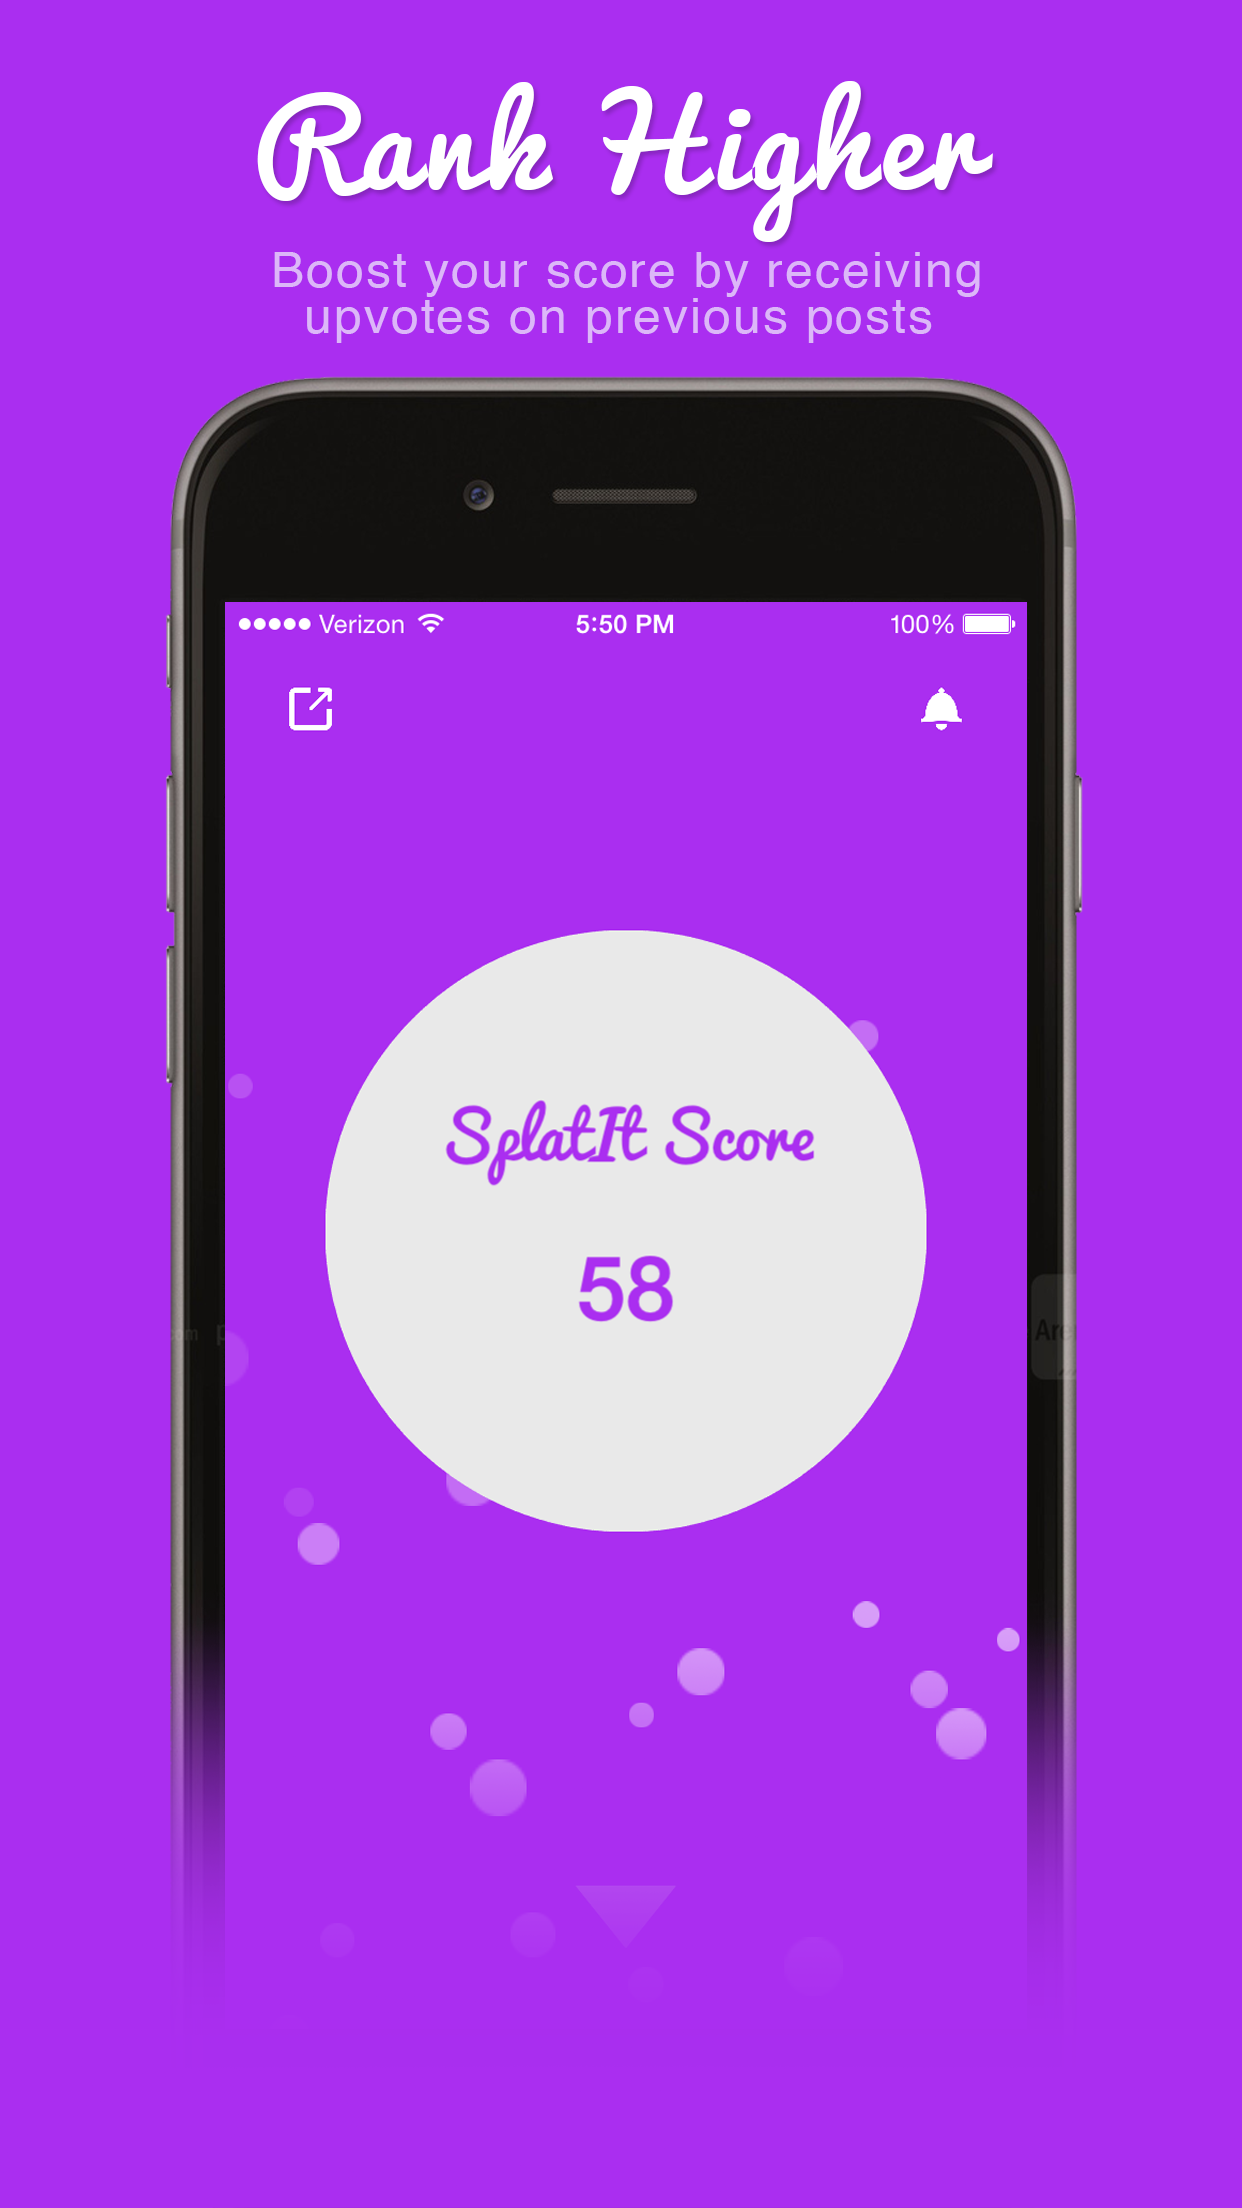 Rank Higher
Boost your score by receiving
upvotes on previous posts
Verizon 5:50 PM 100%
SplatIt Score
58